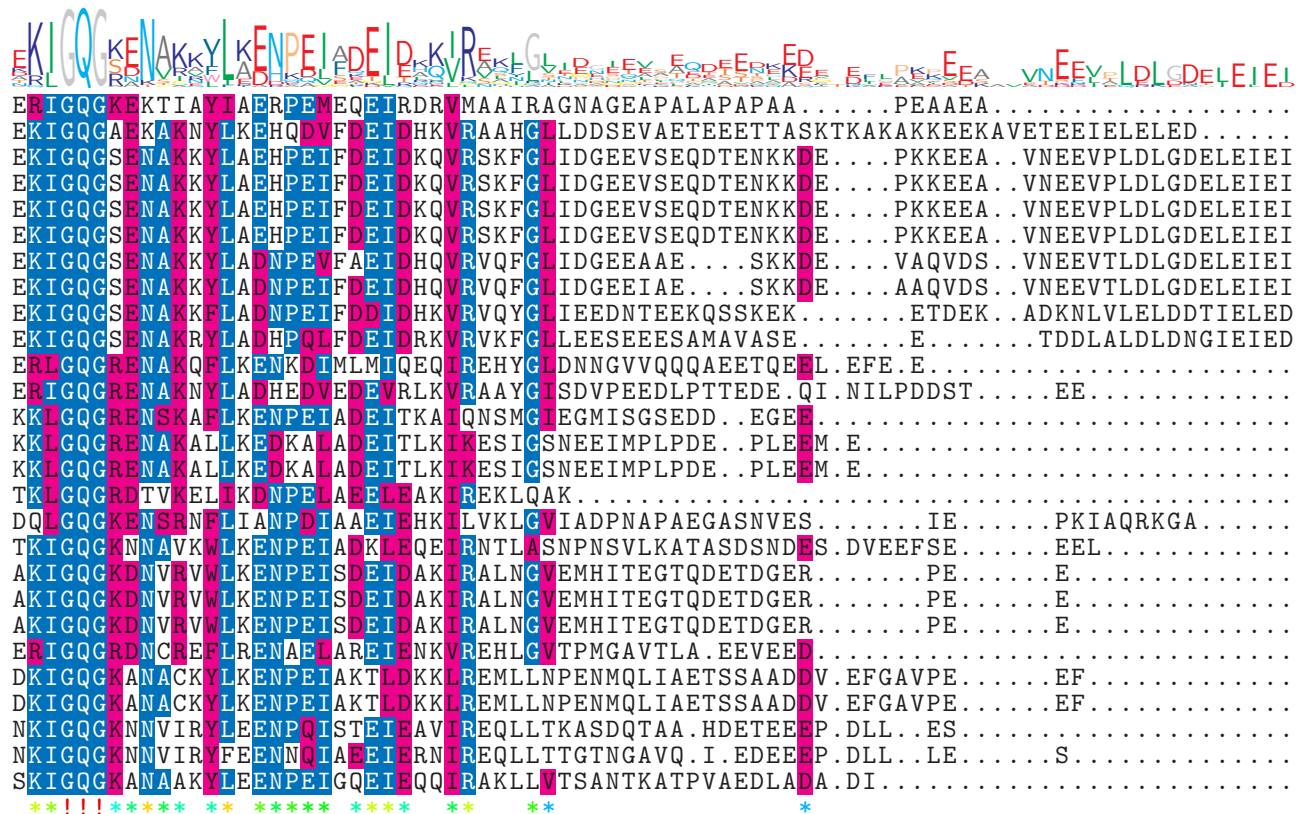 ERIGQGKEKTIAYIAERPEMEQEIRDRVMAAIRAGNAGEAPALAPAPAA......PEAAEA.................
EKIGQGAEKAKNYLKEHQDVFDEIDHKVRAAHGLLDDSEVAETEEETTASKTKAKAKKEEKAVETEEIELELED......
EKIGQGSENAKKYLAEHPEIFDEIDKQVRSKFGLIDGEEVSEQDTENKKDE....PKKEEA..VNEEVPLDLGDELEIEI
EKIGQGSENAKKYLAEHPEIFDEIDKQVRSKFGLIDGEEVSEQDTENKKDE....PKKEEA..VNEEVPLDLGDELEIEI
EKIGQGSENAKKYLAEHPEIFDEIDKQVRSKFGLIDGEEVSEQDTENKKDE....PKKEEA..VNEEVPLDLGDELEIEI
EKIGQGSENAKKYLAEHPEIFDEIDKQVRSKFGLIDGEEVSEQDTENKKDE....PKKEEA..VNEEVPLDLGDELEIEI
EKIGQGSENAKKYLADNPEVFAEIDHQVRVQFGLIDGEEAAE....SKKDE....VAQVDS..VNEEVTLDLGDELEIEI
EKIGQGSENAKKYLADNPEIFDEIDHQVRVQFGLIDGEEIAE....SKKDE....AAQVDS..VNEEVTLDLGDELEIEI
EKIGQGSENAKKFLADNPEIFDDIDHKVRVQYGLIEEDNTEEKQSSKEK......ETDEK..ADKNLVLELDDTIELED
EKIGQGSENAKRYLADHPQLFDEIDRKVRVKFGLLEESEEESAMAVASE......E.......TDDLALDLDNGIEIED
ERLGQGRENAKQFLKENKDIMLMIQEQIREHYGLDNNGVVQQQAEETQEEL.EFE.E......................
ERIGQGRENAKNYLADHEDVEDEVRLKVRAAYGISDVPEEDLPTTEDE.QI.NILPDDST.....EE............
KKLGQGRENSKAFLKENPEIADEITKAIQNSMGIEGMISGSEDD..EGEE.............................
KKLGQGRENAKALLKEDKALADEITLKIKESIGSNEEIMPLPDE..PLEEM.E..........................
KKLGQGRENAKALLKEDKALADEITLKIKESIGSNEEIMPLPDE..PLEEM.E..........................
TKLGQGRDTVKELIKDNPELAEELEAKIREKLQAK............................................
DQLGQGKENSRNFLIANPDIAAEIEHKILVKLGVIADPNAPAEGASNVES......IE......PKIAQRKGA......
TKIGQGKNNAVKWLKENPEIADKLEQEIRNTLASNPNSVLKATASDSNDES.DVEEFSE......EEL...........
AKIGQGKDNVRVWLKENPEISDEIDAKIRALNGVEMHITEGTQDETDGER......PE......E..............
AKIGQGKDNVRVWLKENPEISDEIDAKIRALNGVEMHITEGTQDETDGER......PE......E..............
AKIGQGKDNVRVWLKENPEISDEIDAKIRALNGVEMHITEGTQDETDGER......PE......E..............
ERIGQGRDNCREFLRENAELAREIENKVREHLGVTPMGAVTLA.EEVEED.............................
DKIGQGKANACKYLKENPEIAKTLDKKLREMLLNPENMQLIAETSSAADDV.EFGAVPE......EF............
DKIGQGKANACKYLKENPEIAKTLDKKLREMLLNPENMQLIAETSSAADDV.EFGAVPE......EF............
NKIGQGKNNVIRYLEENPQISTEIEAVIREQLLTKASDQTAA.HDETEEEP.DLL..ES....................
NKIGQGKNNVIRYFEENNQIAEEIERNIREQLLTTGTNGAVQ.I.EDEEEP.DLL..LE......S.............
SKIGQGKANAAKYLEENPEIGQEIEQQIRAKLLVTSANTKATPVAEDLADA.DI.........................
**!!!***** ** ***** **** ** ** *